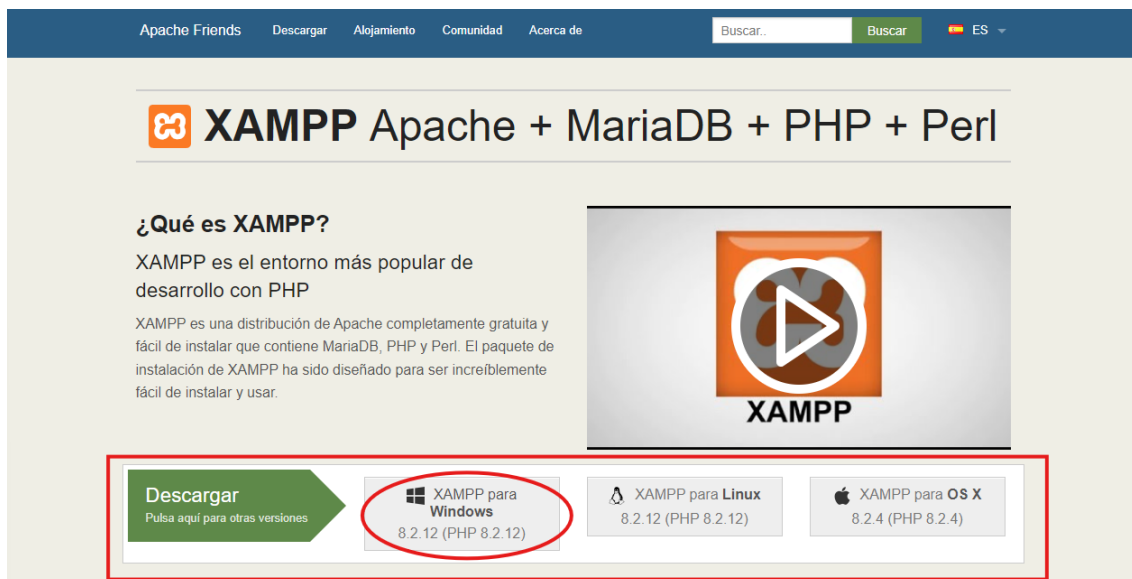 Apache Friends Descargar Alojamiento Comunidad Acerca de Buscar.. Buscar ES
XAMPP Apache + MariaDB + PHP + Perl
¿Qué es XAMPP?
XAMPP es el entorno más popular de
desarrollo con PHP
XAMPP es una distribución de Apache completamente gratuita y
fácil de instalar que contiene MariaDB, PHP y Perl. El paquete de
instalación de XAMPP ha sido diseñado para ser increíblemente
fácil de instalar y usar.
XAMPP
Descargar
Pulsa aquí para otras versiones
XAMPP para
Windows
8.2.12 (PHP 8.2.12)
XAMPP para Linux
8.2.12 (PHP 8.2.12)
XAMPP para OS X
8.2.4 (PHP 8.2.4)